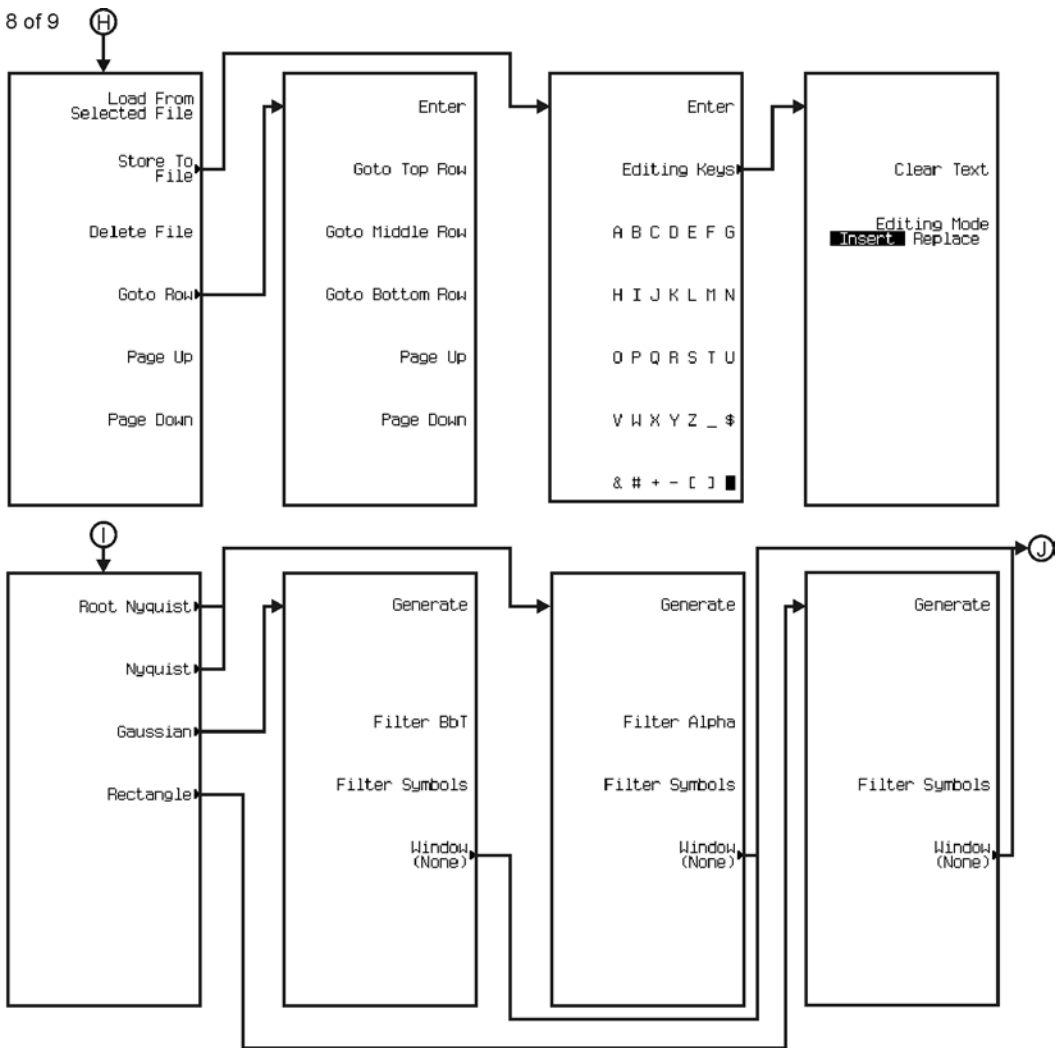 8 of 9
H
Load From
Selected File
Store To
File
Delete File
Goto Row
Page Up
Page Down
Enter
Goto Top Row
Goto Middle Row
Goto Bottom Row
Page Up
Page Down
Enter
Editing Keys
A B C D E F G
H I J K L M N
O P Q R S T U
V W X Y Z _ $
& # + - [ ]
Clear Text
Editing Mode
Insert Replace
I
Root Nyquist
Nyquist
Gaussian
Rectangle
Generate
Filter BbT
Filter Symbols
Window
(None)
Generate
Filter Alpha
Filter Symbols
Window
(None)
Generate
Filter Symbols
Window
(None)
J